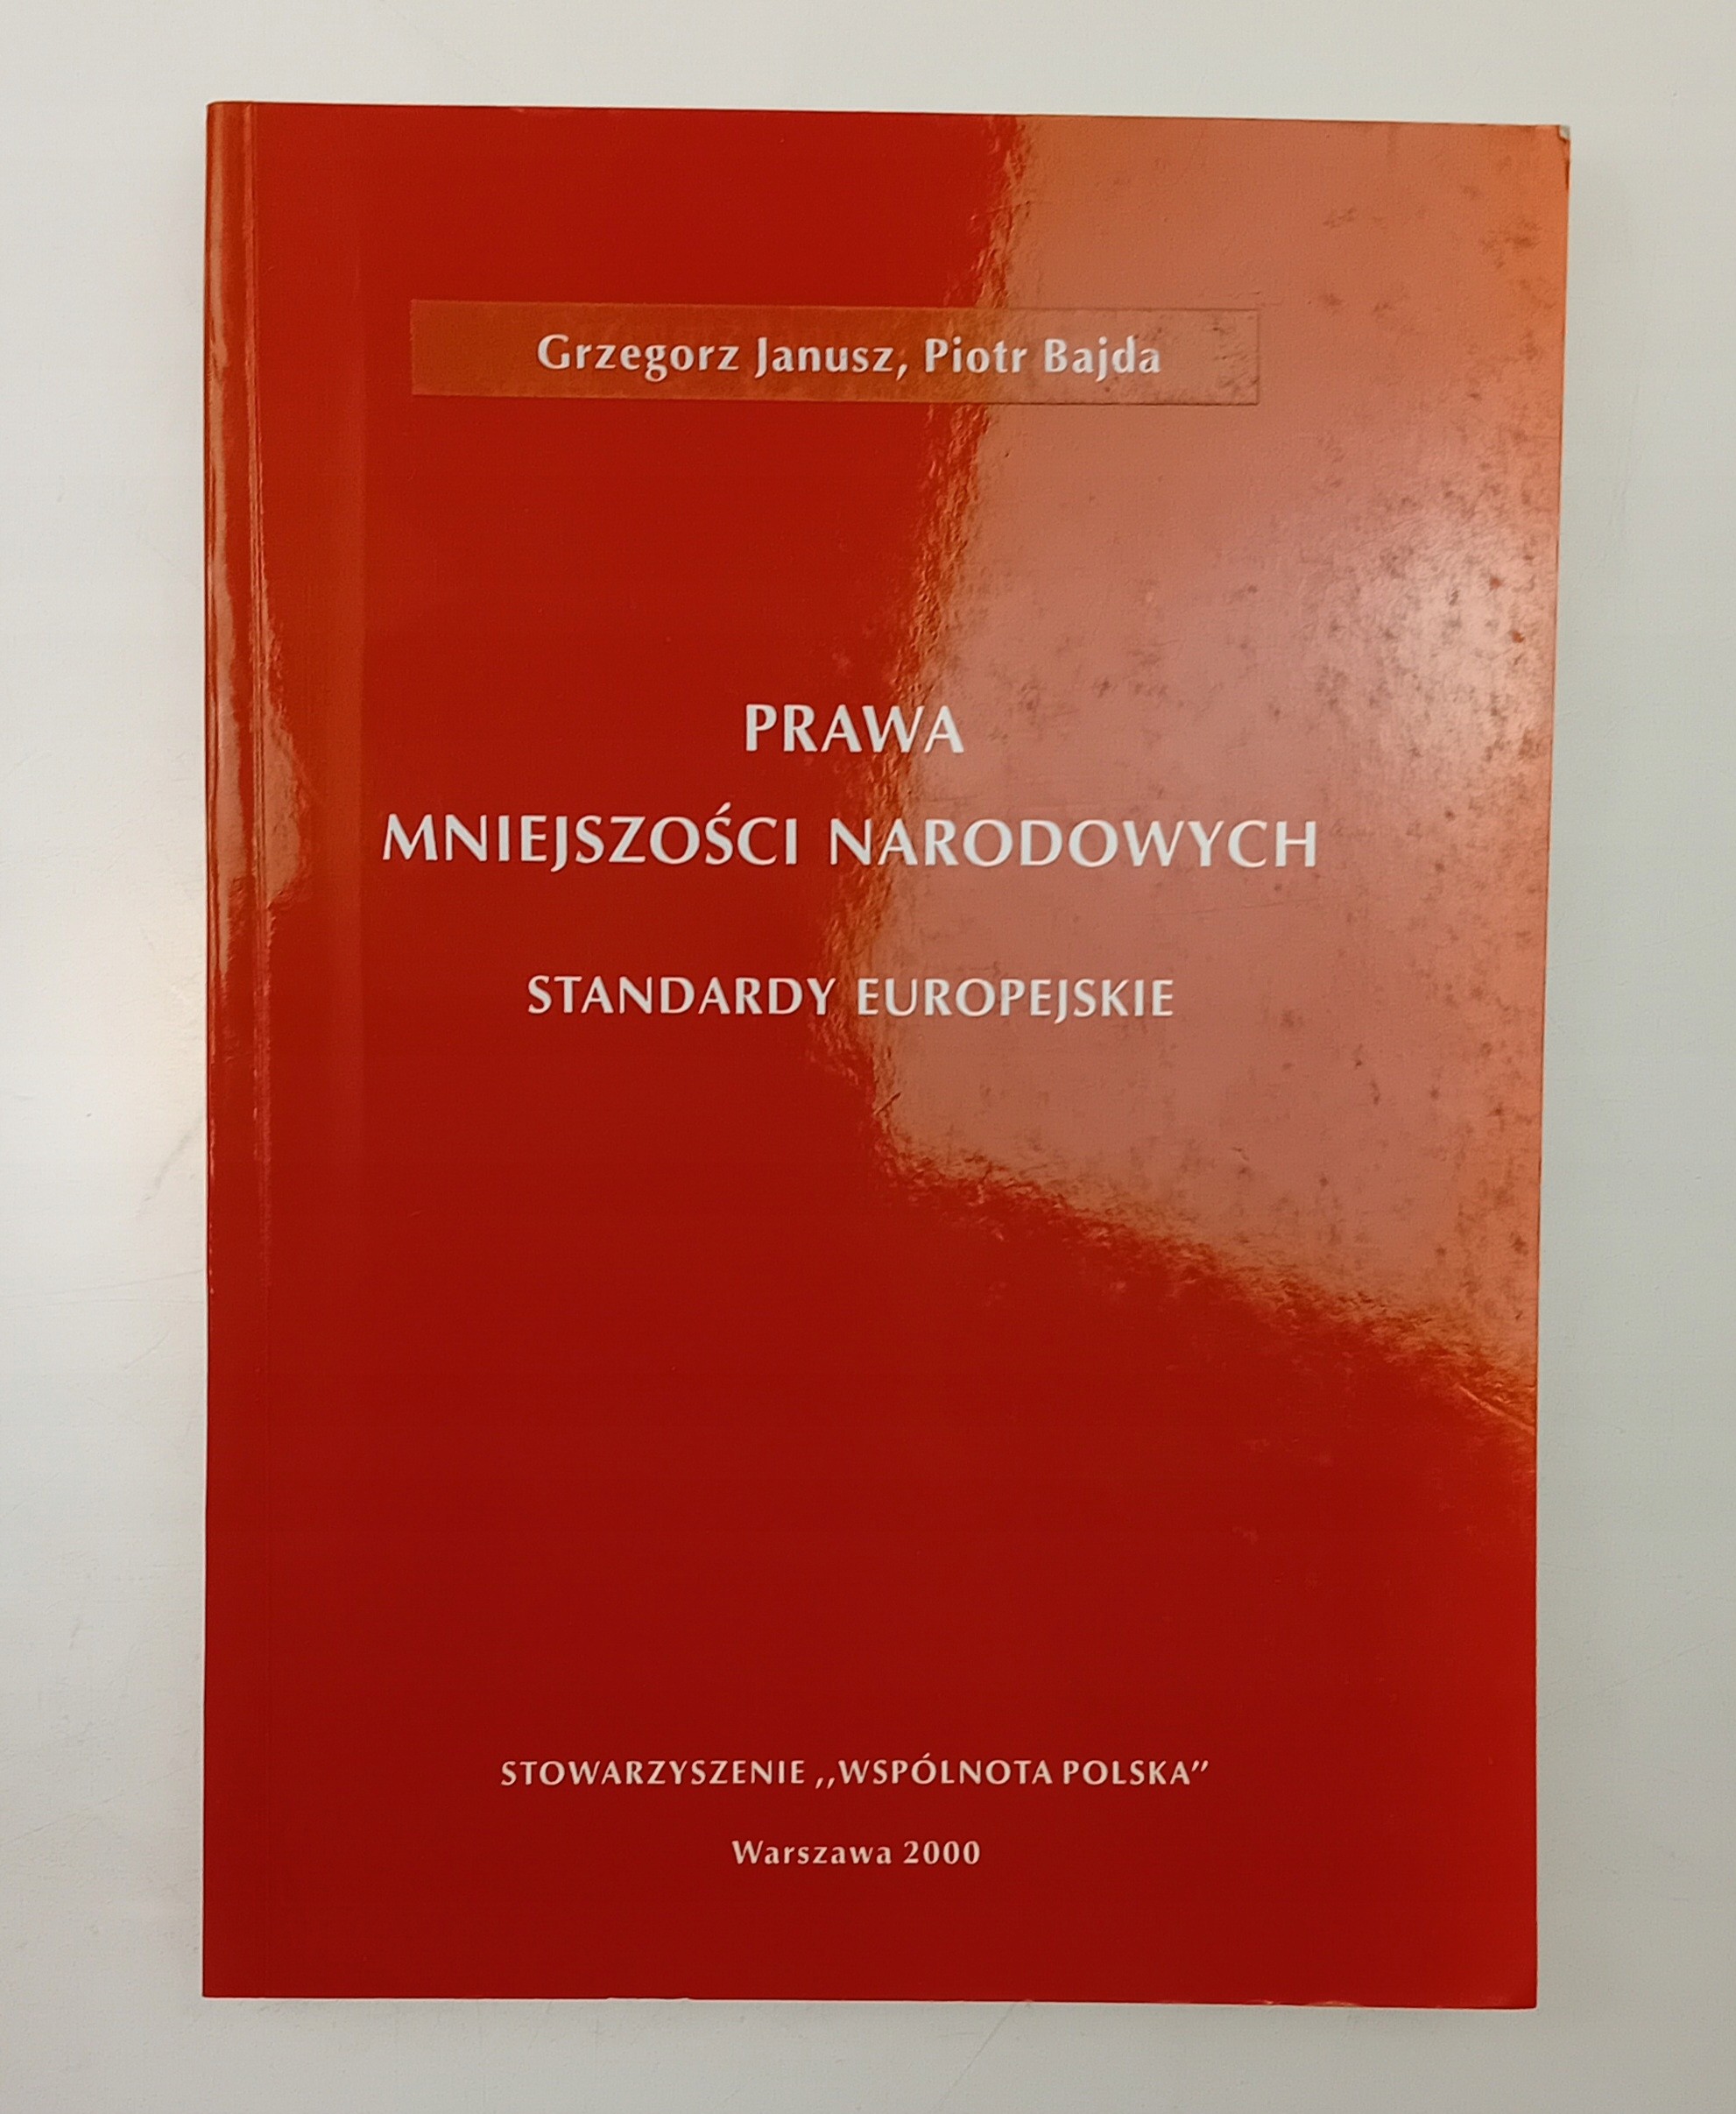 Grzegorz Janusz, Piotr Bajda
PRAWA
MNIEJSZOŚCI NARODOWYCH
STANDARDY EUROPEJSKIE
STOWARZYSZENIE ,,WSPÓLNOTA POLSKA”
Warszawa 2000